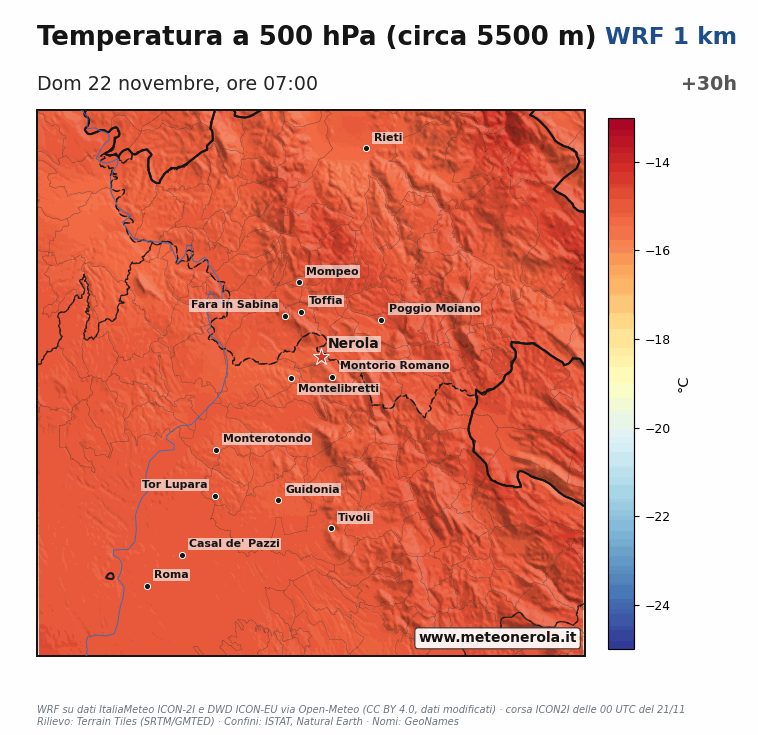 Temperatura a 500 hPa (circa 5500 m) WRF 1 km
Dom 22 novembre, ore 07:00 +30h
Rieti
Mompeo
Fara in Sabina
Toffia
Poggio Moiano
Nerola
Montorio Romano
Montelibretti
Monterotondo
Tor Lupara
Guidonia
Tivoli
Casal de' Pazzi
Roma
www.meteonerola.it
−14
−16
−18
−20
−22
−24
°C
WRF su dati ItaliaMeteo ICON-2I e DWD ICON-EU via Open-Meteo (CC BY 4.0, dati modificati) · corsa ICON2I delle 00 UTC del 21/11
Rilievo: Terrain Tiles (SRTM/GMTED) · Confini: ISTAT, Natural Earth · Nomi: GeoNames